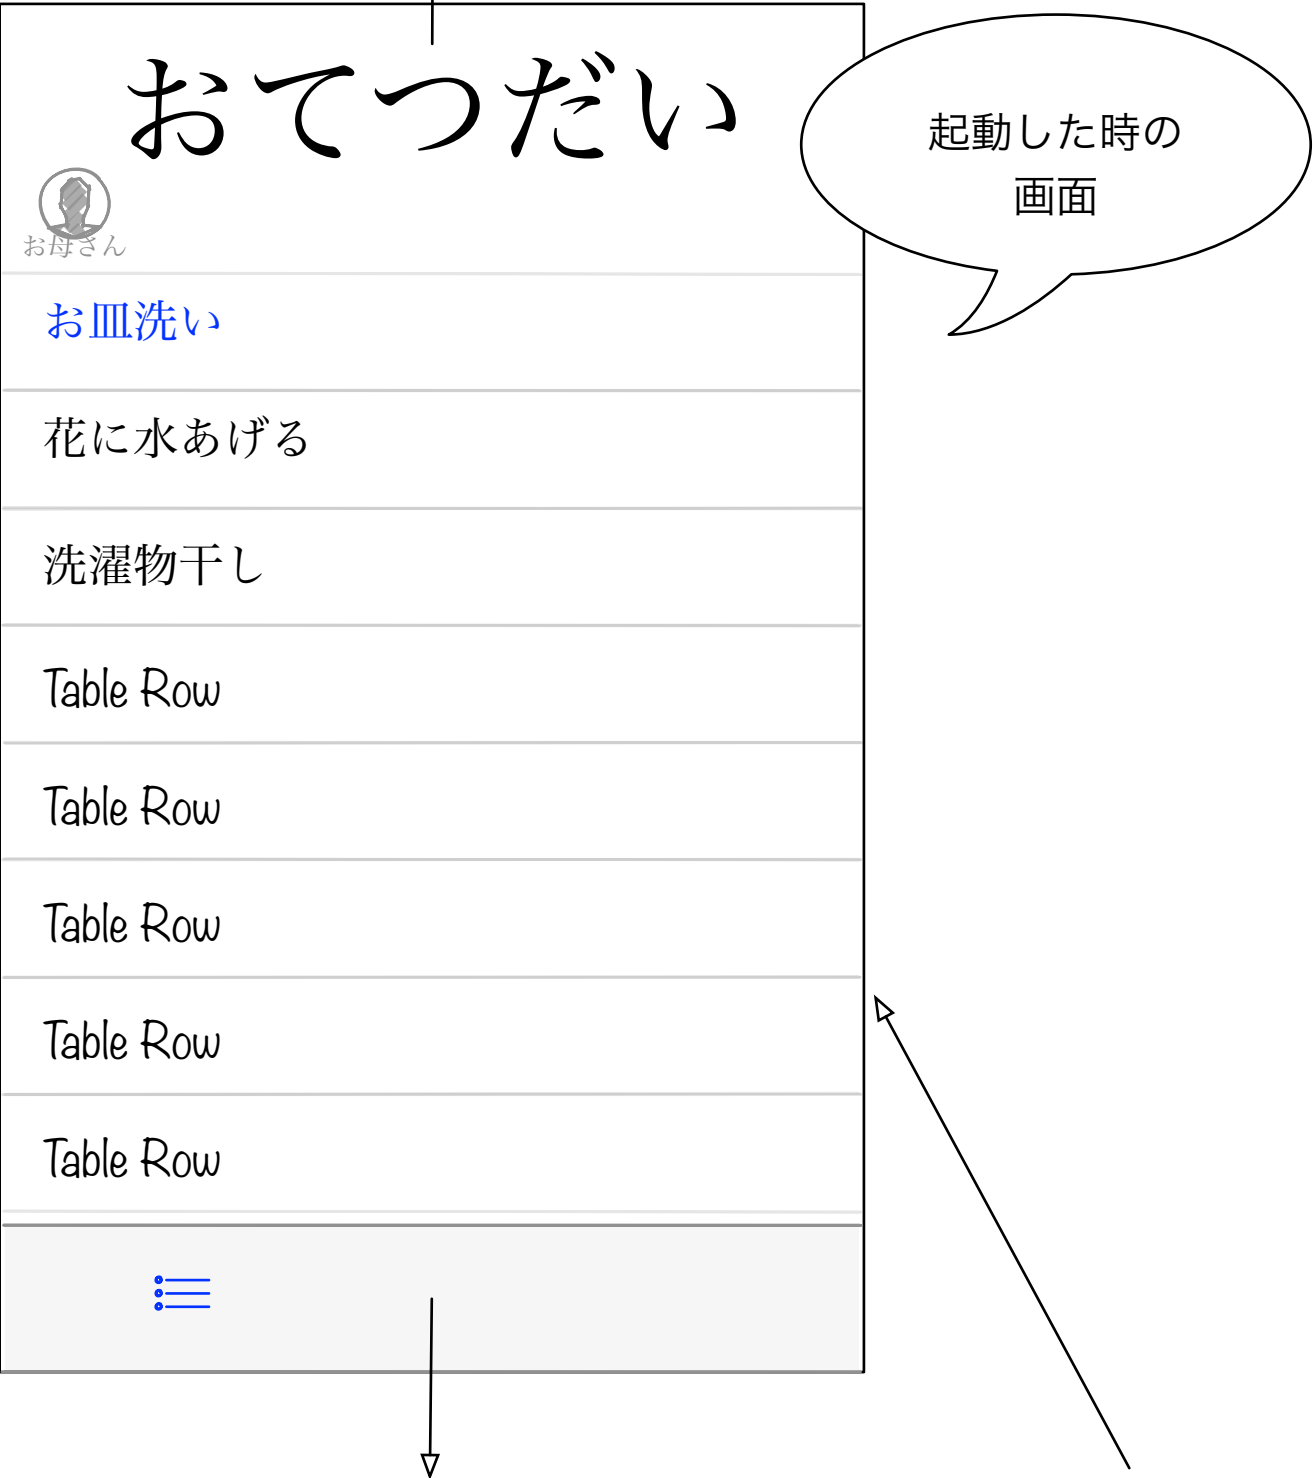 おてつだい
起動した時の
画面
お母さん
お皿洗い
花に水あげる
洗濯物干し
Table Row
Table Row
Table Row
Table Row
Table Row